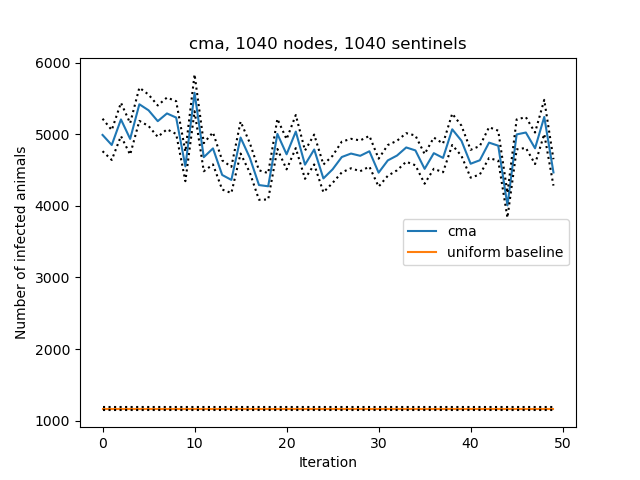 cma, 1040 nodes, 1040 sentinels
Number of infected animals
6000
5000
4000
3000
2000
1000
cma
uniform baseline
0
10
20
30
40
50
Iteration